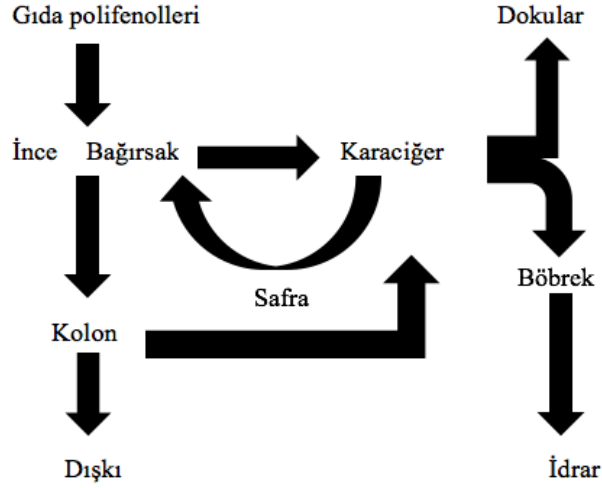 Gıda polifenolleri
Dokular
İnce Bağırsak
Karaciğer
Safra
Böbrek
Kolon
Dışkı
İdrar